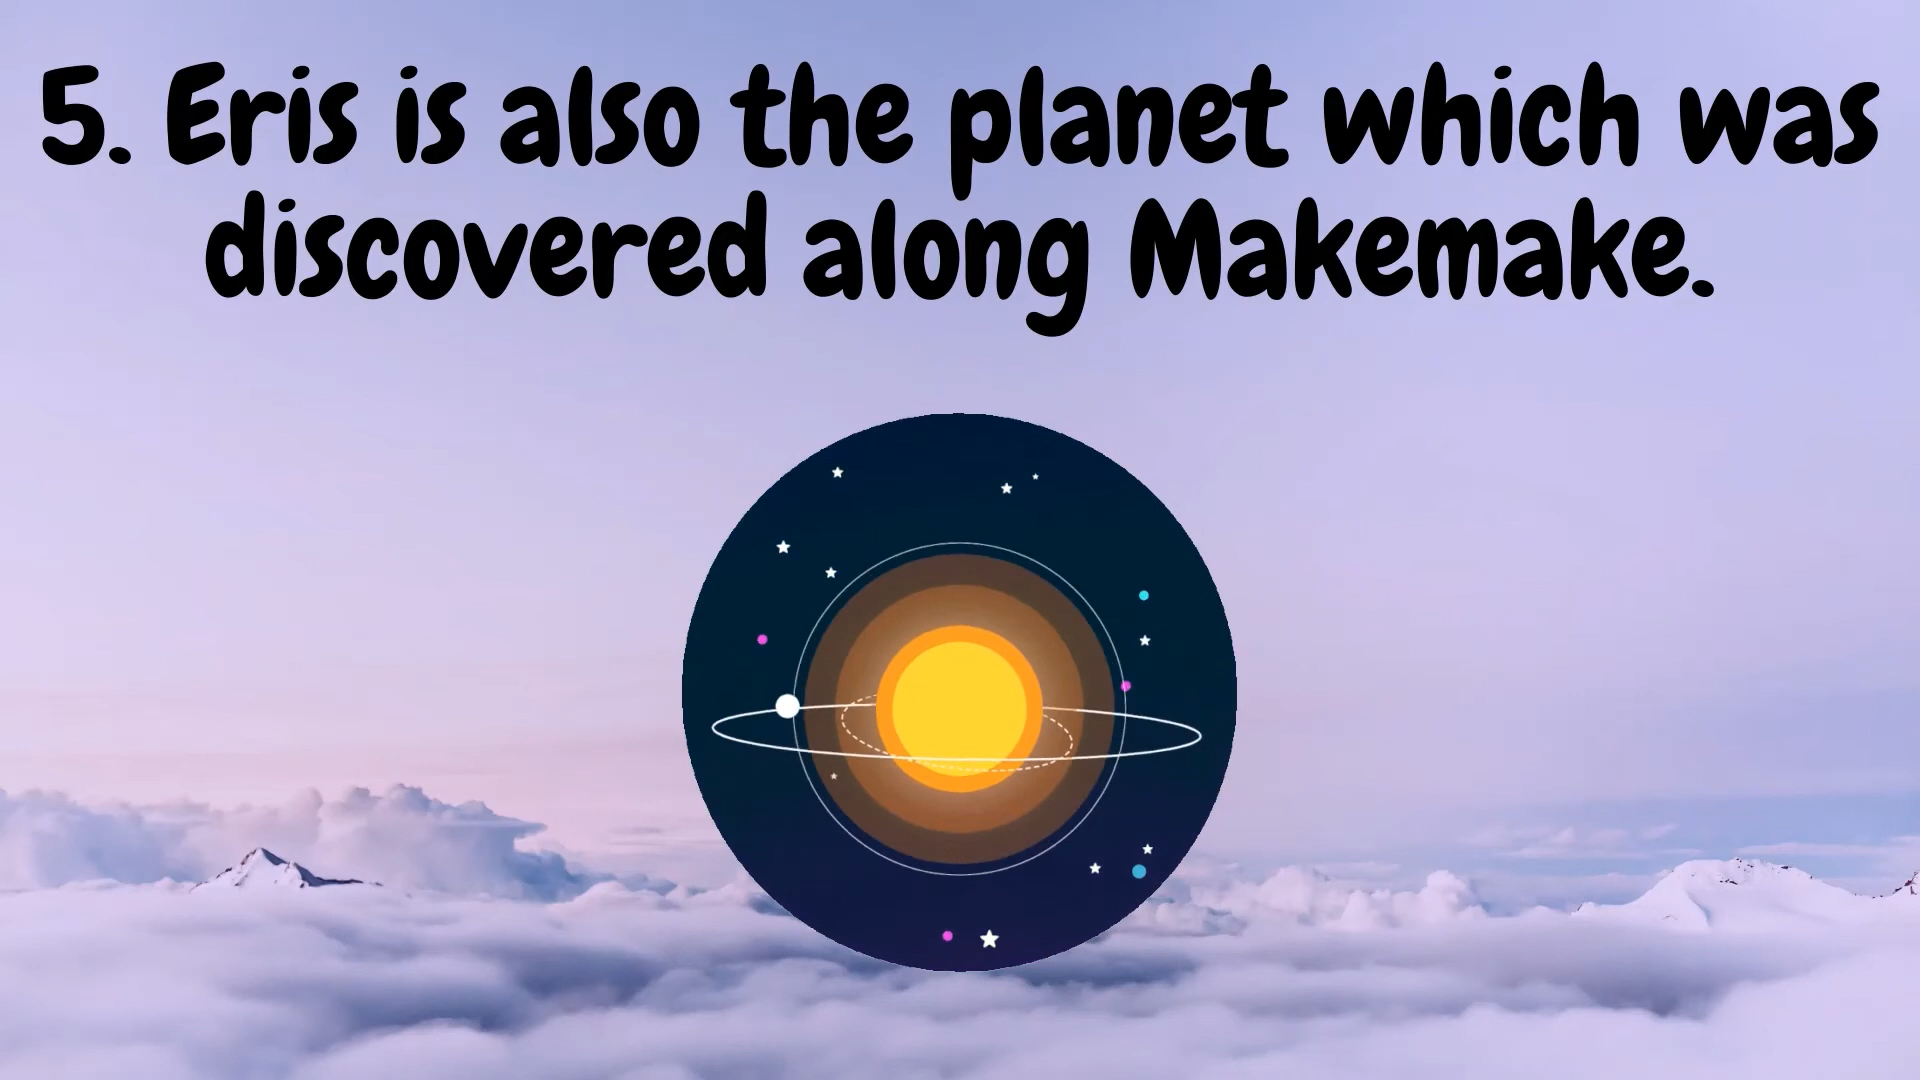 5. Eris is also the planet which was
discovered along Makemake.